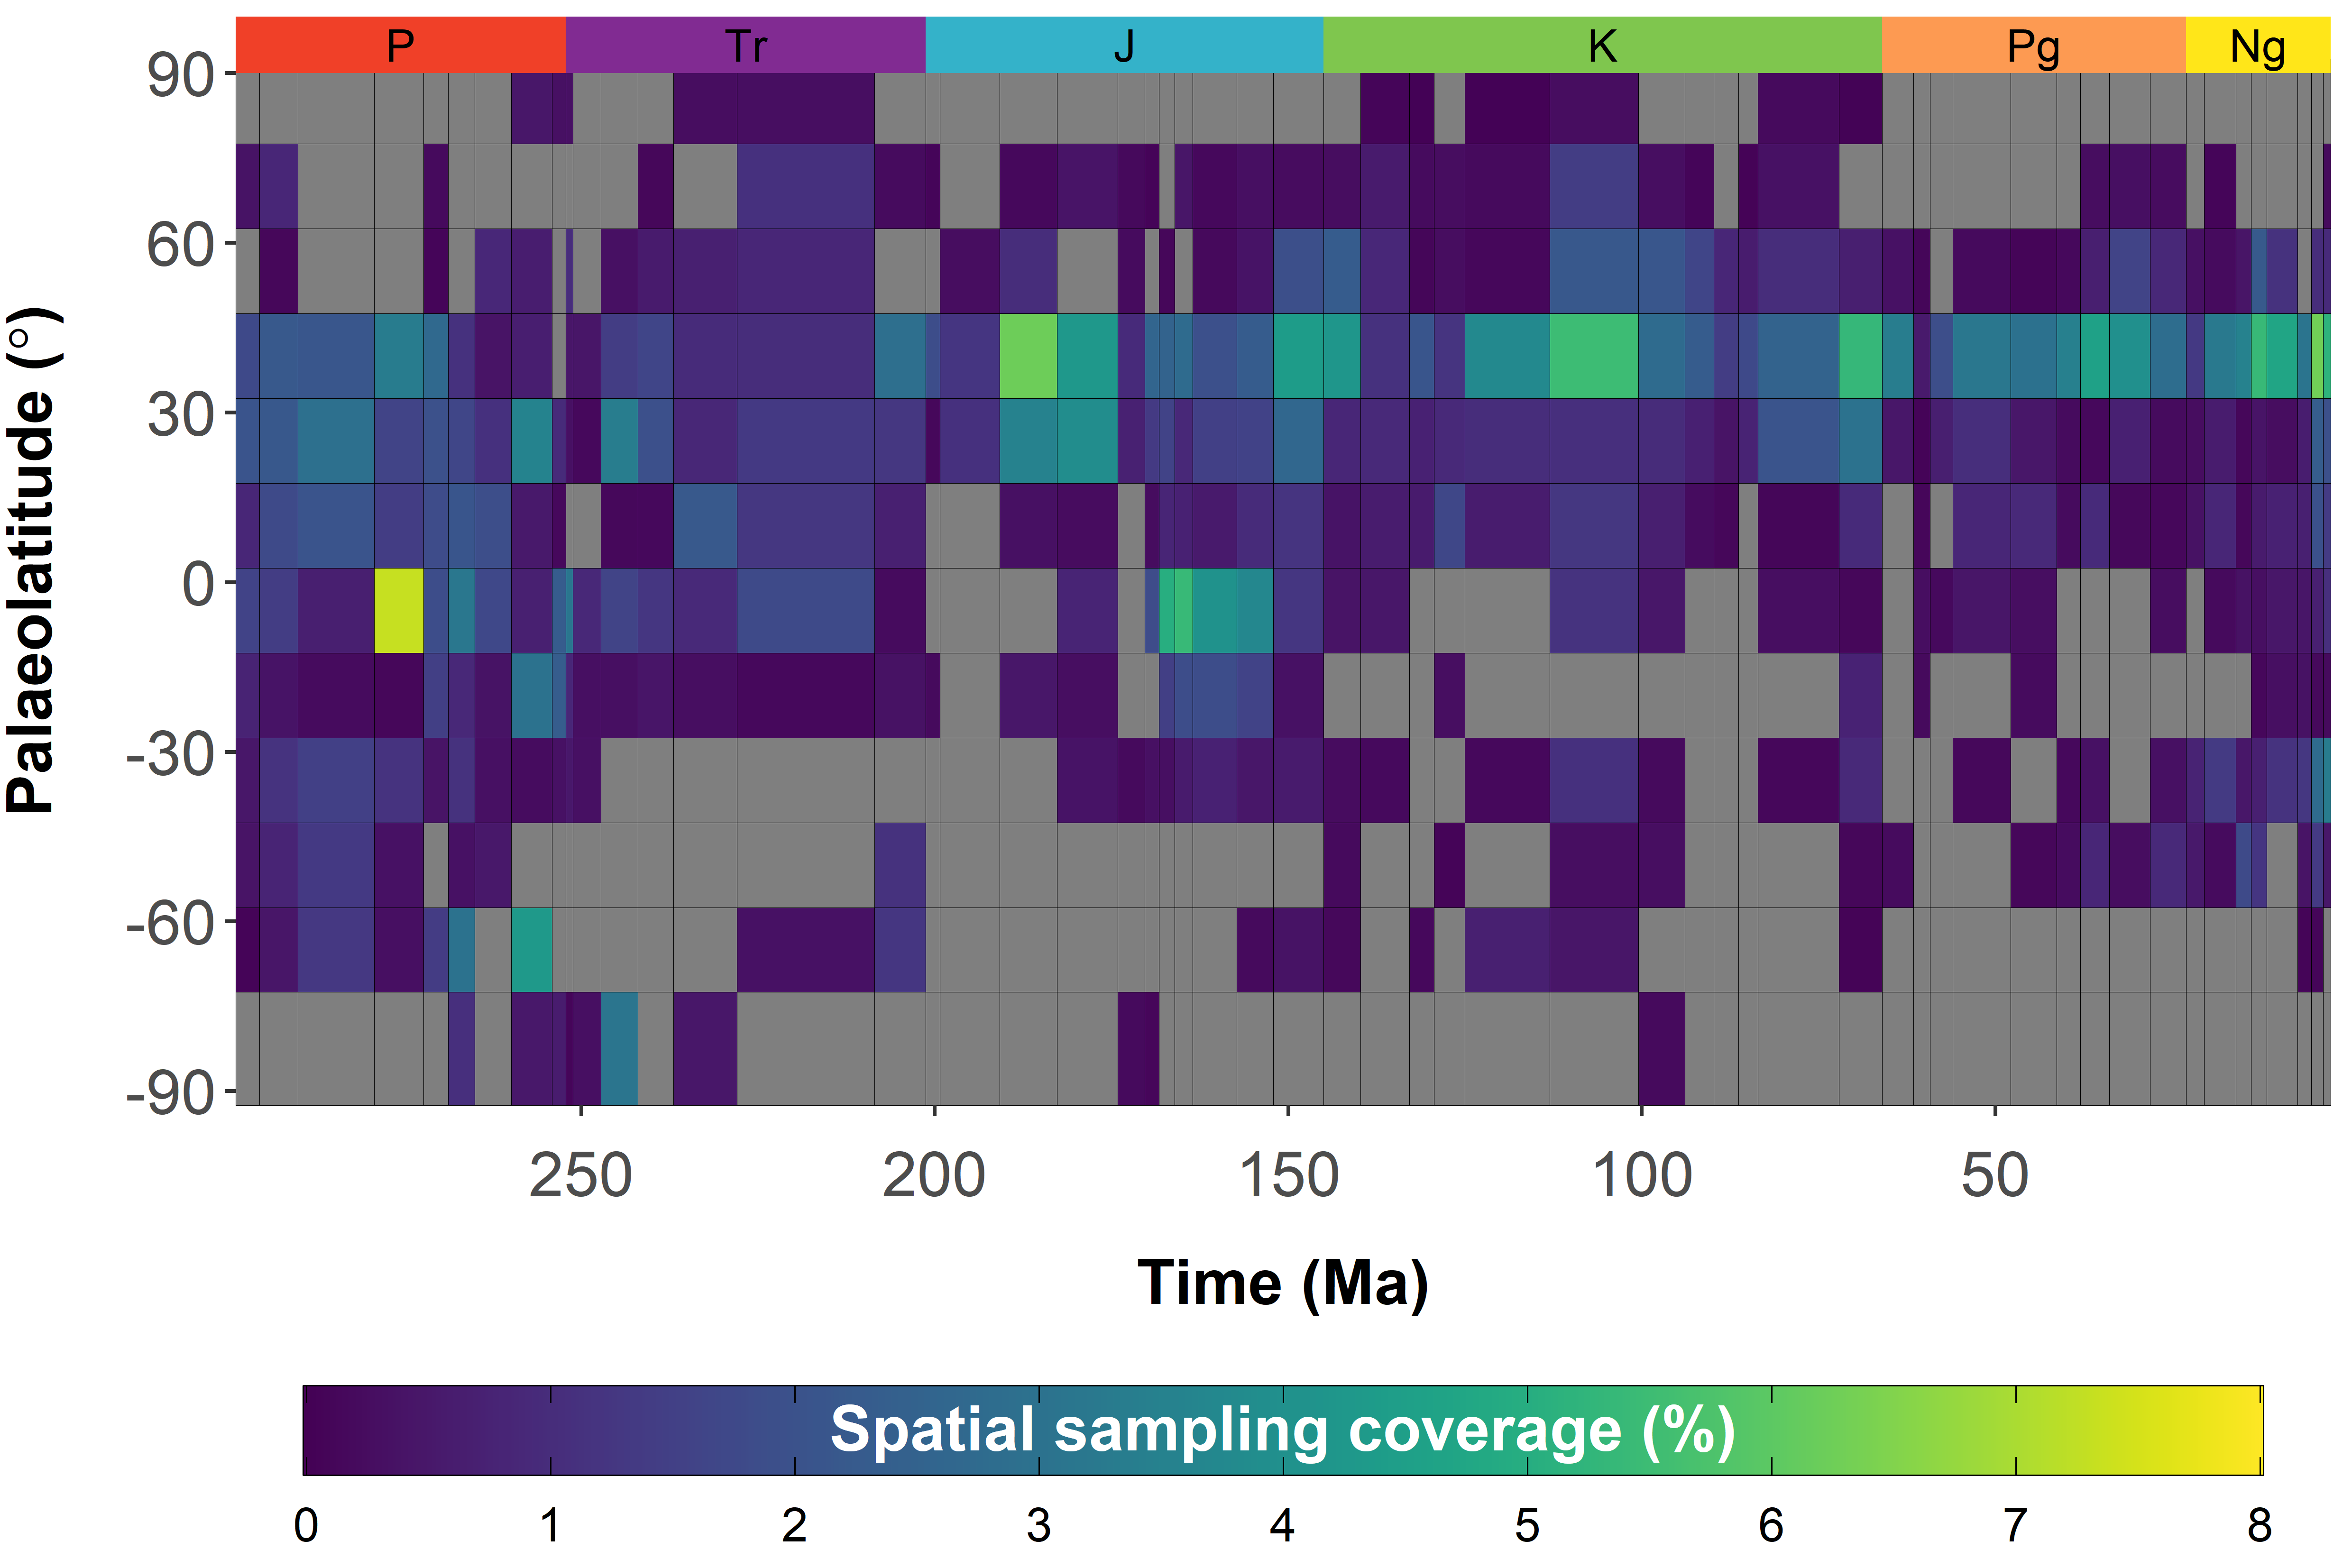 P Tr J K Pg Ng
90
60
30
0
-30
-60
-90
Palaeolatitude (°)
250 200 150 100 50
Time (Ma)
Spatial sampling coverage (%)
0 1 2 3 4 5 6 7 8